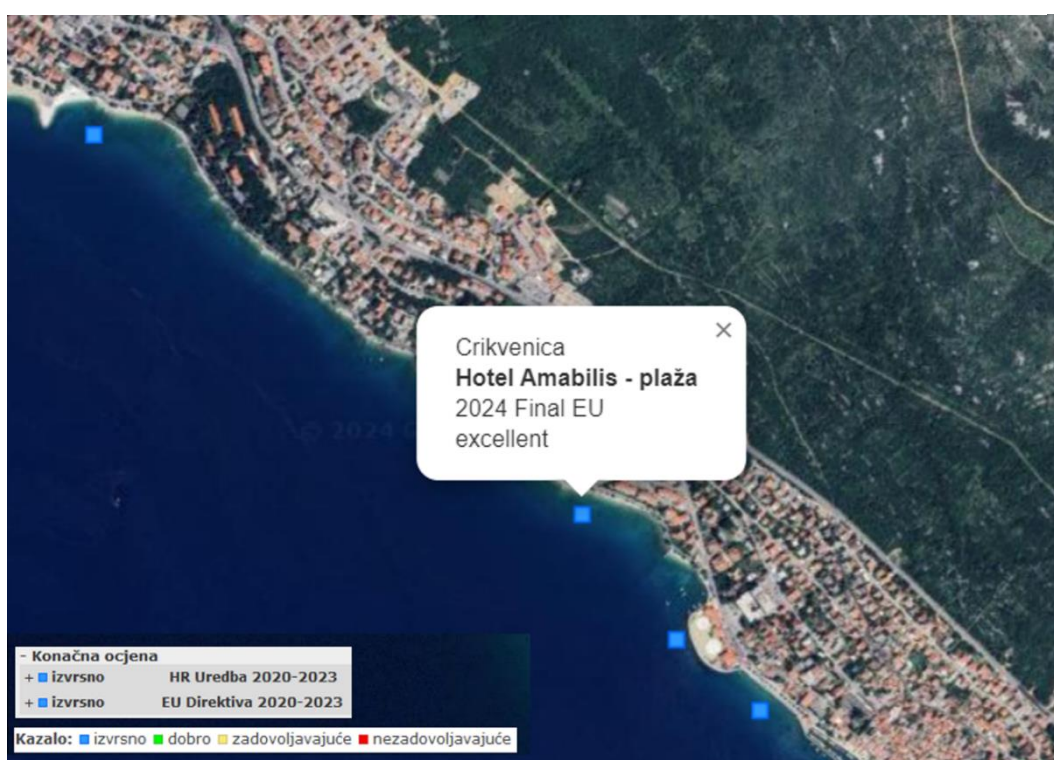 Crikvenica
×
Hotel Amabilis - plaža
2024 Final EU
excellent
© 2024
- Konačna ocjena
+ izvrsno HR Uredba 2020-2023
+ izvrsno EU Direktiva 2020-2023
Kazalo: izvrsno dobro zadovoljavajuće nezadovoljavajuće